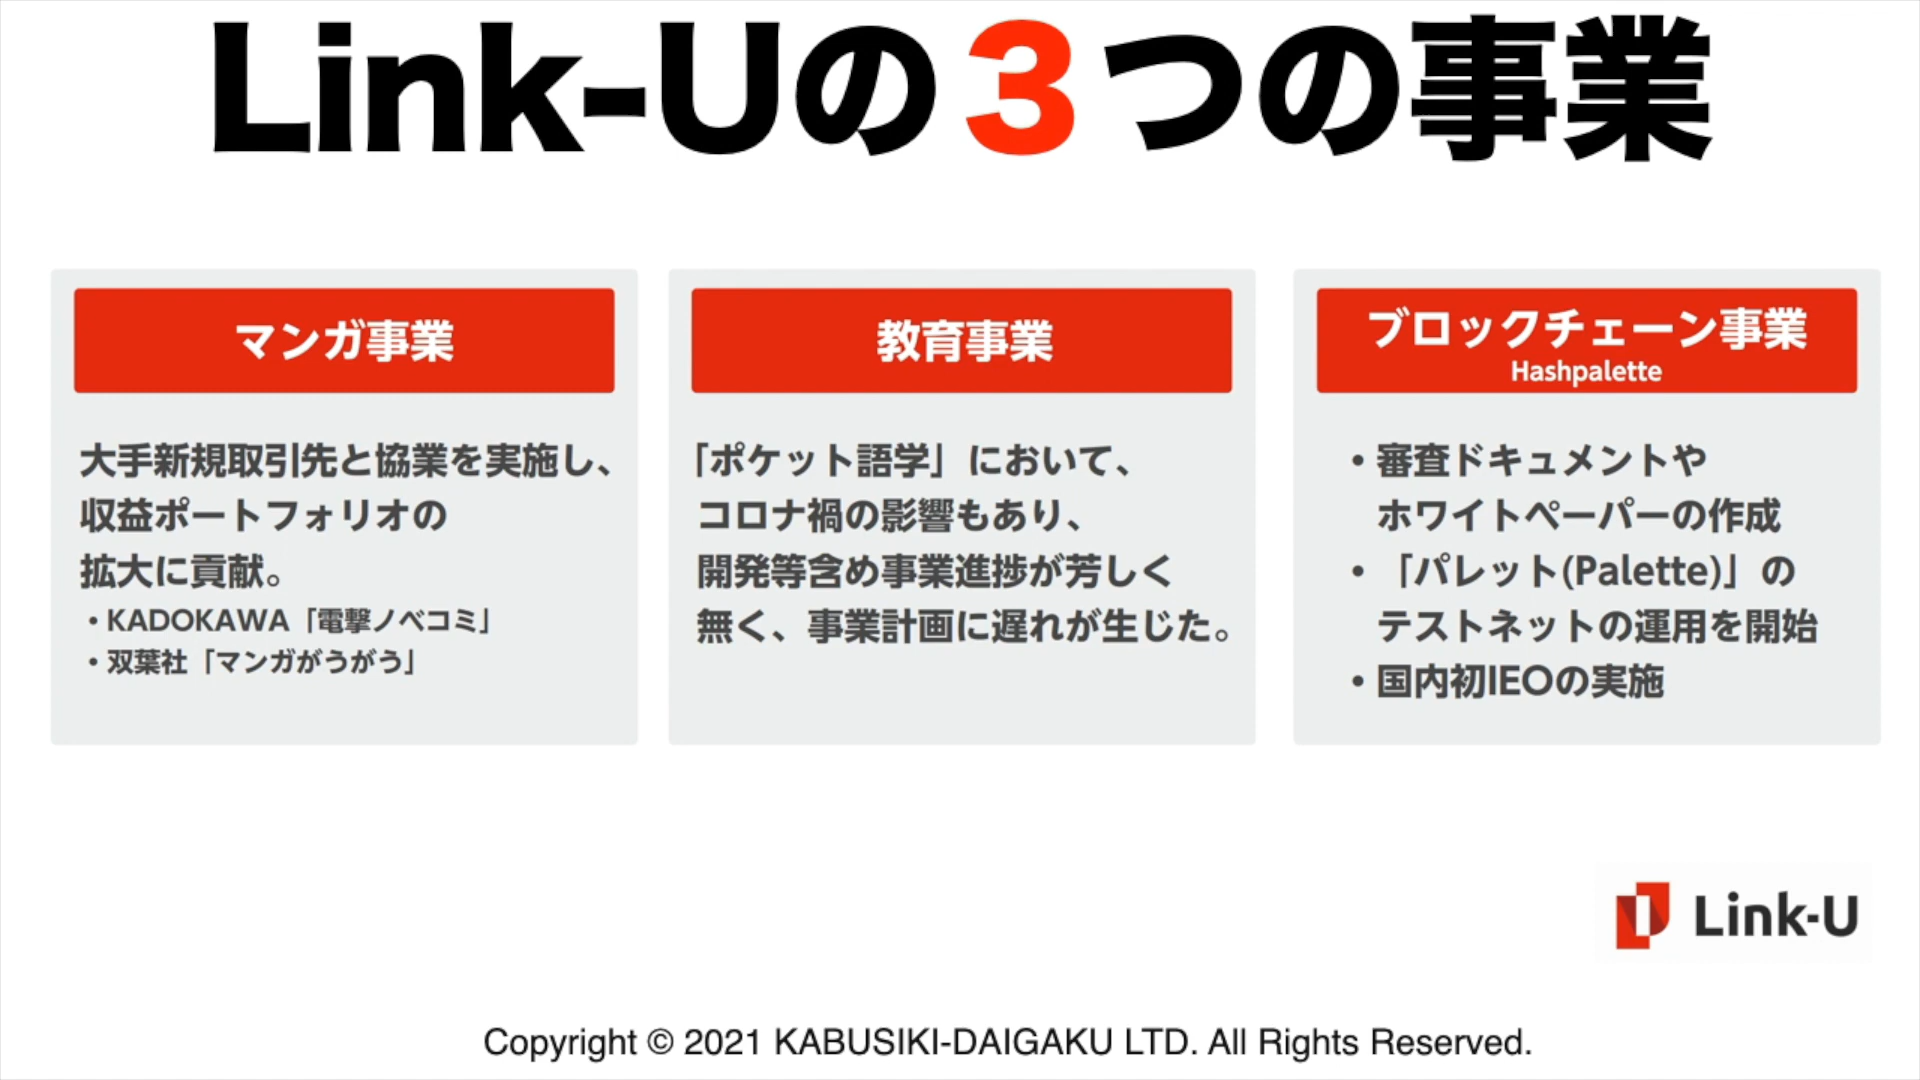 Link-Uの3つの事業
マンガ事業
大手新規取引先と協業を実施し、
収益ポートフォリオの
拡大に貢献。
・KADOKAWA「電撃ノベコミ」
・双葉社「マンガがうがう」
教育事業
「ポケット語学」において、
コロナ禍の影響もあり、
開発等含め事業進捗が芳しく
無く、事業計画に遅れが生じた。
ブロックチェーン事業
Hashpalette
• 審査ドキュメントや
ホワイトペーパーの作成
• 「パレット(Palette)」の
テストネットの運用を開始
• 国内初IEOの実施
Link-U
Copyright © 2021 KABUSIKI-DAIGAKU LTD. All Rights Reserved.